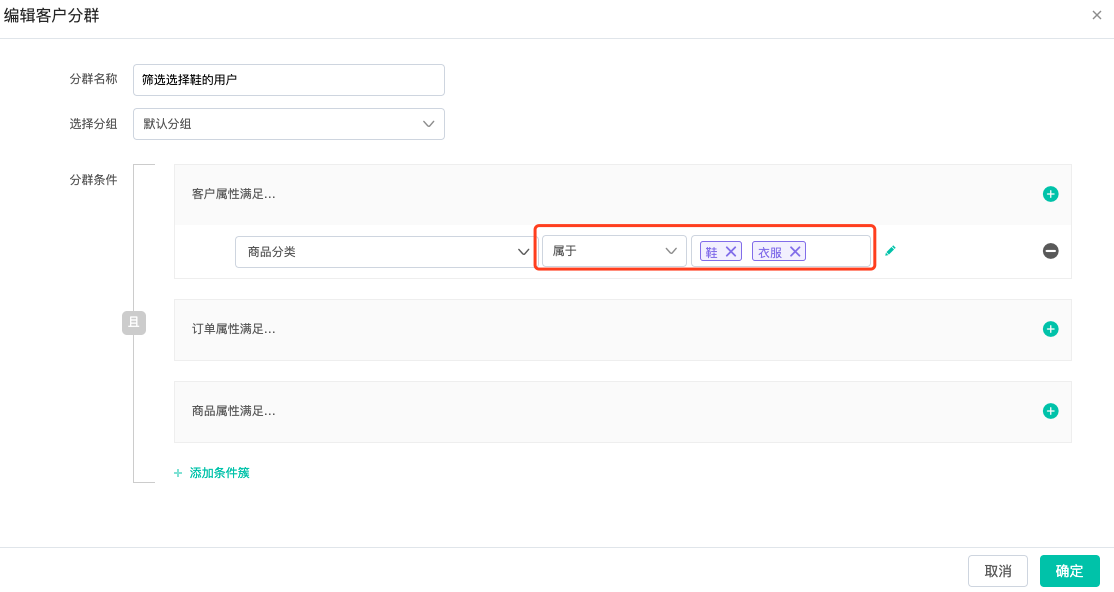 编辑客户分群
分群名称 筛选选择鞋的用户
选择分组 默认分组
分群条件 客户属性满足...
商品分类 属于 鞋 衣服
且
订单属性满足...
商品属性满足...
添加条件簇
取消 确定